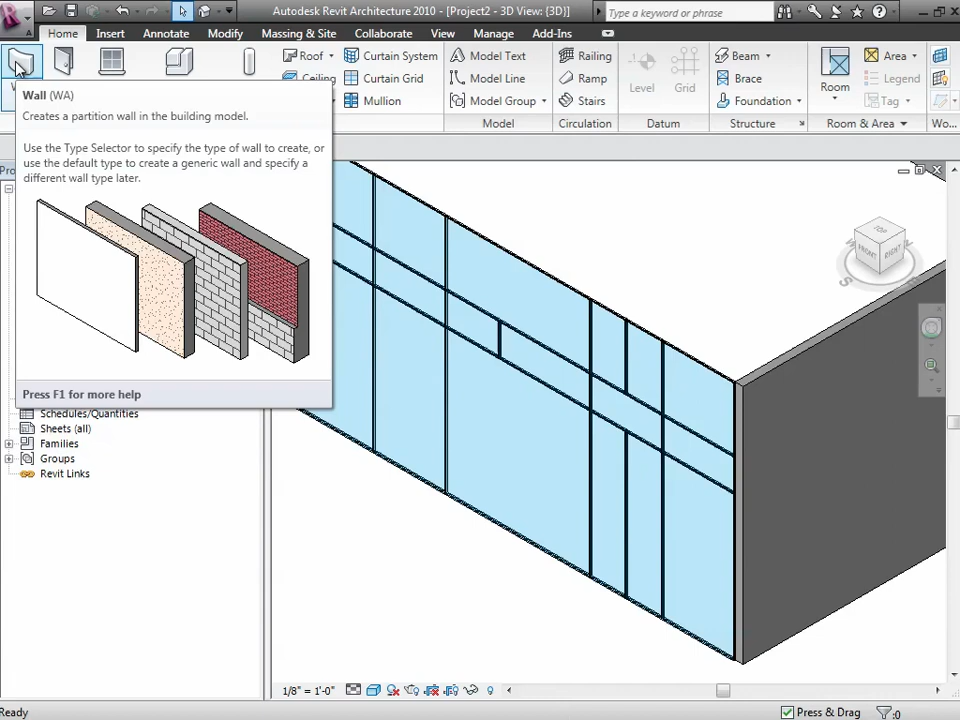 Autodesk Revit Architecture 2010 - [Project2 - 3D View: {3D}]
Type a keyword or phrase
Home Insert Annotate Modify Massing & Site Collaborate View Manage Add-Ins
Roof Curtain System Model Text Railing Beam Area
Ceiling Curtain Grid Model Line Ramp Level Grid Brace Room Legend
Mullion Model Group Stairs Foundation Tag
Model Circulation Datum Structure Room & Area Wo...
Wall (WA)
Creates a partition wall in the building model.
Use the Type Selector to specify the type of wall to create, or
use the default type to create a generic wall and specify a
different wall type later.
Press F1 for more help
Schedules/Quantities
Sheets (all)
Families
Groups
Revit Links
TOP
FRONT RIGHT
W S
1/8" = 1'-0"
Ready
Press & Drag
:0